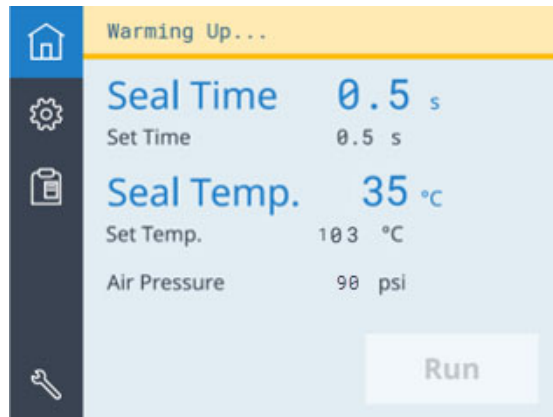 Warming Up...
Seal Time 0.5 s
Set Time 0.5 s
Seal Temp. 35 °C
Set Temp. 103 °C
Air Pressure 90 psi
Run